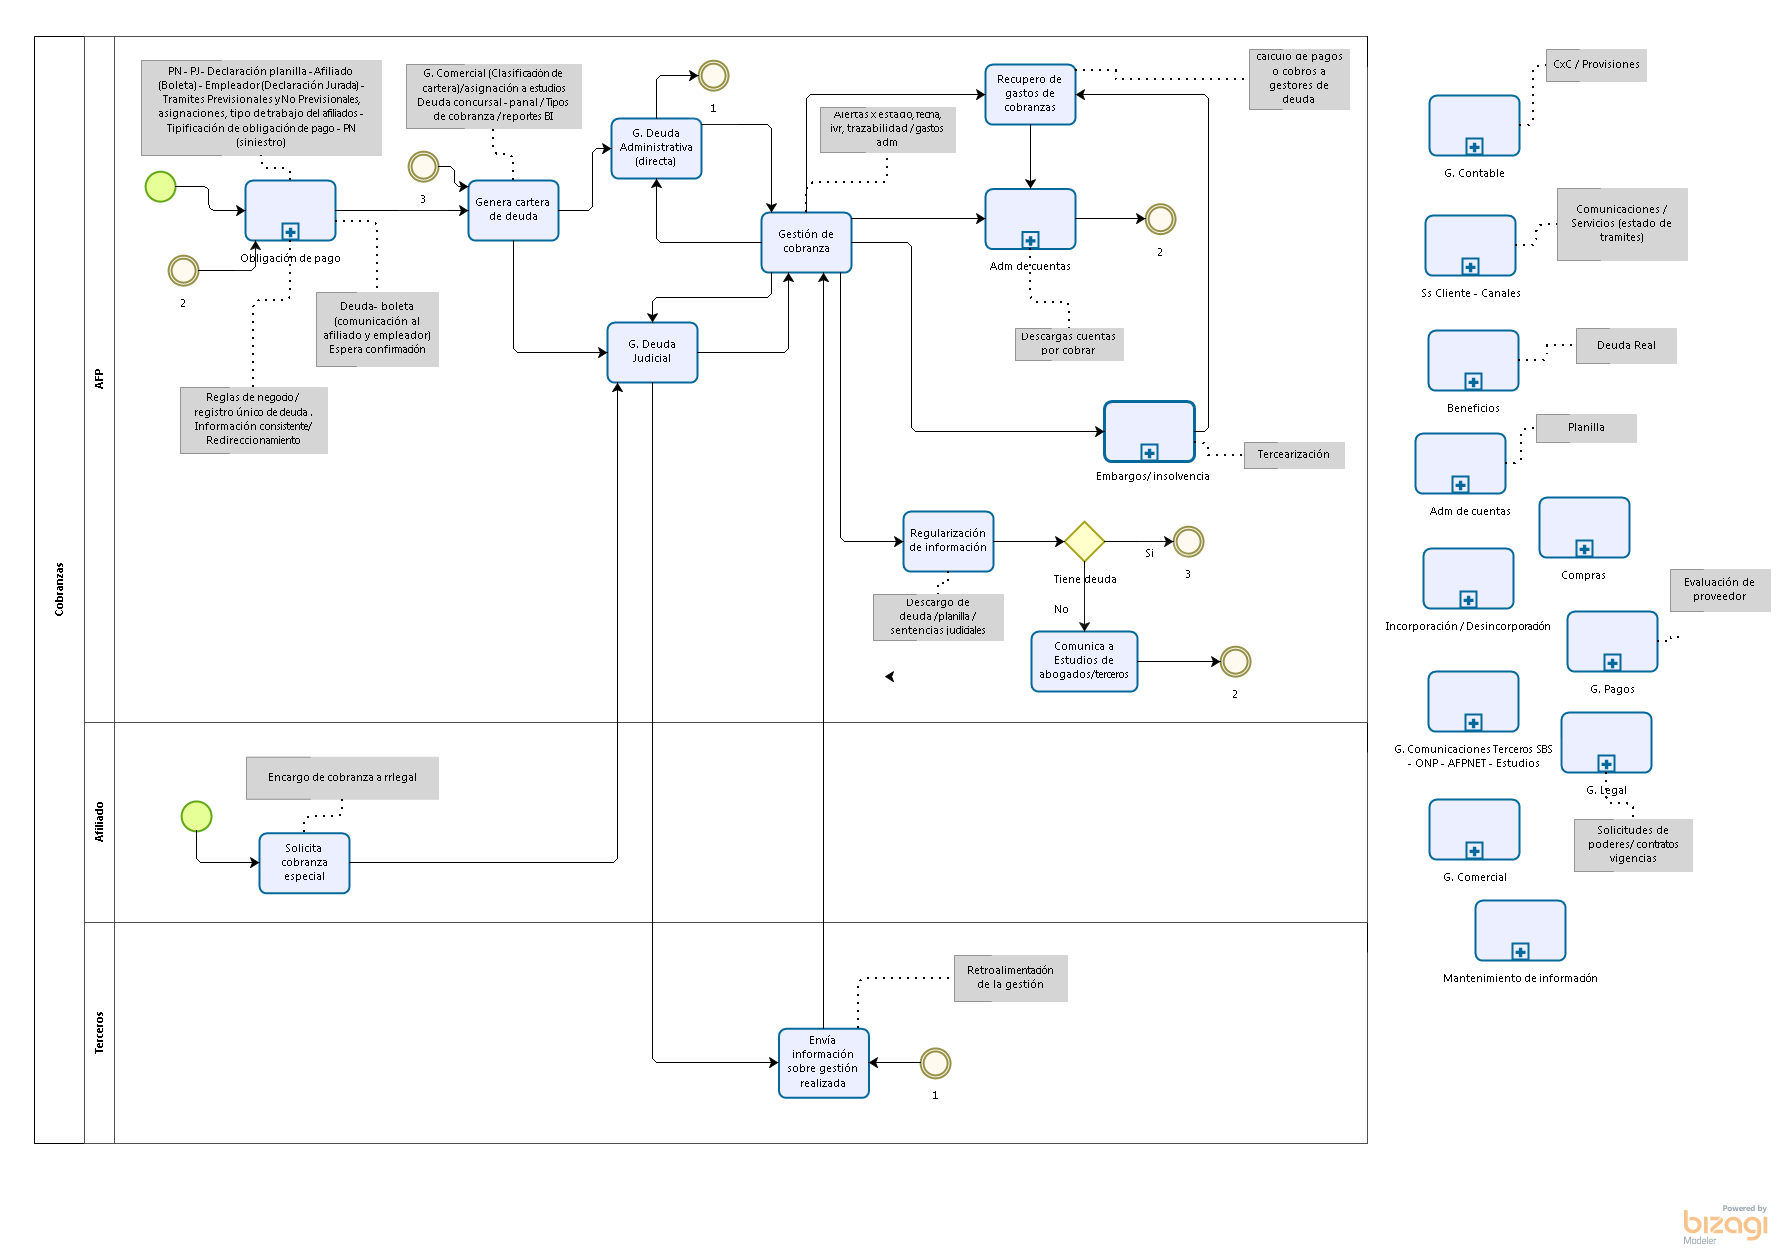 Cobranzas
AFP
PN - PJ- Declaración planilla - Afiliado
(Boleta) - Empleador (Declaración Jurada) -
Tramites Previsionales y No Previsionales,
asignaciones, tipo de trabajo del afiliados -
Tipificación de obligación de pago - PN
(siniestro)
Obligación de pago
2
Deuda- boleta
(comunicación al
afiliado y empleador)
Espera confirmación
Reglas de negocio/
registro único de deuda .
Información consistente/
Redireccionamiento
G. Comercial (Clasificación de
cartera)/asignación a estudios
Deuda concursal - panal / Tipos
de cobranza / reportes BI
3
Genera cartera
de deuda
G. Deuda
Administrativa
(directa)
1
Alertas x estado, fecha,
ivr, trazabilidad / gastos
adm
Gestión de
cobranza
G. Deuda
Judicial
Recupero de
gastos de
cobranzas
calculo de pagos
o cobros a
gestores de
deuda
Adm de cuentas
2
Descargas cuentas
por cobrar
Embargos/ insolvencia
Tercearización
Regularización
de información
Descargo de
deuda /planilla /
sentencias judiciales
Tiene deuda
Si
3
No
Comunica a
Estudios de
abogados/terceros
2
Afiliado
Encargo de cobranza a rrlegal
Solicita
cobranza
especial
Terceros
Retroalimentación
de la gestión
Envía
información
sobre gestión
realizada
1
CxC / Provisiones
G. Contable
Comunicaciones /
Servicios (estado de
tramites)
Ss Cliente - Canales
Deuda Real
Beneficios
Planilla
Adm de cuentas
Compras
Incorporación / Desincorporación
Evaluación de
proveedor
G. Pagos
G. Comunicaciones Terceros SBS
- ONP - AFPNET - Estudios
G. Legal
Solicitudes de
poderes/ contratos
vigencias
G. Comercial
Mantenimiento de información
Powered by
bizagi
Modeler